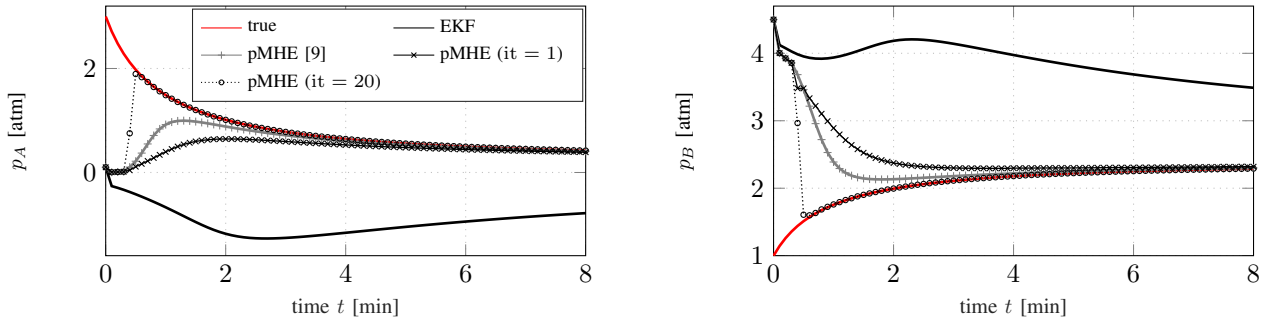 true
EKF
pMHE [9]
pMHE (it = 1)
pMHE (it = 20)
2
0
p_A [atm]
0 2 4 6 8
time t [min]
4
3
2
1
p_B [atm]
0 2 4 6 8
time t [min]